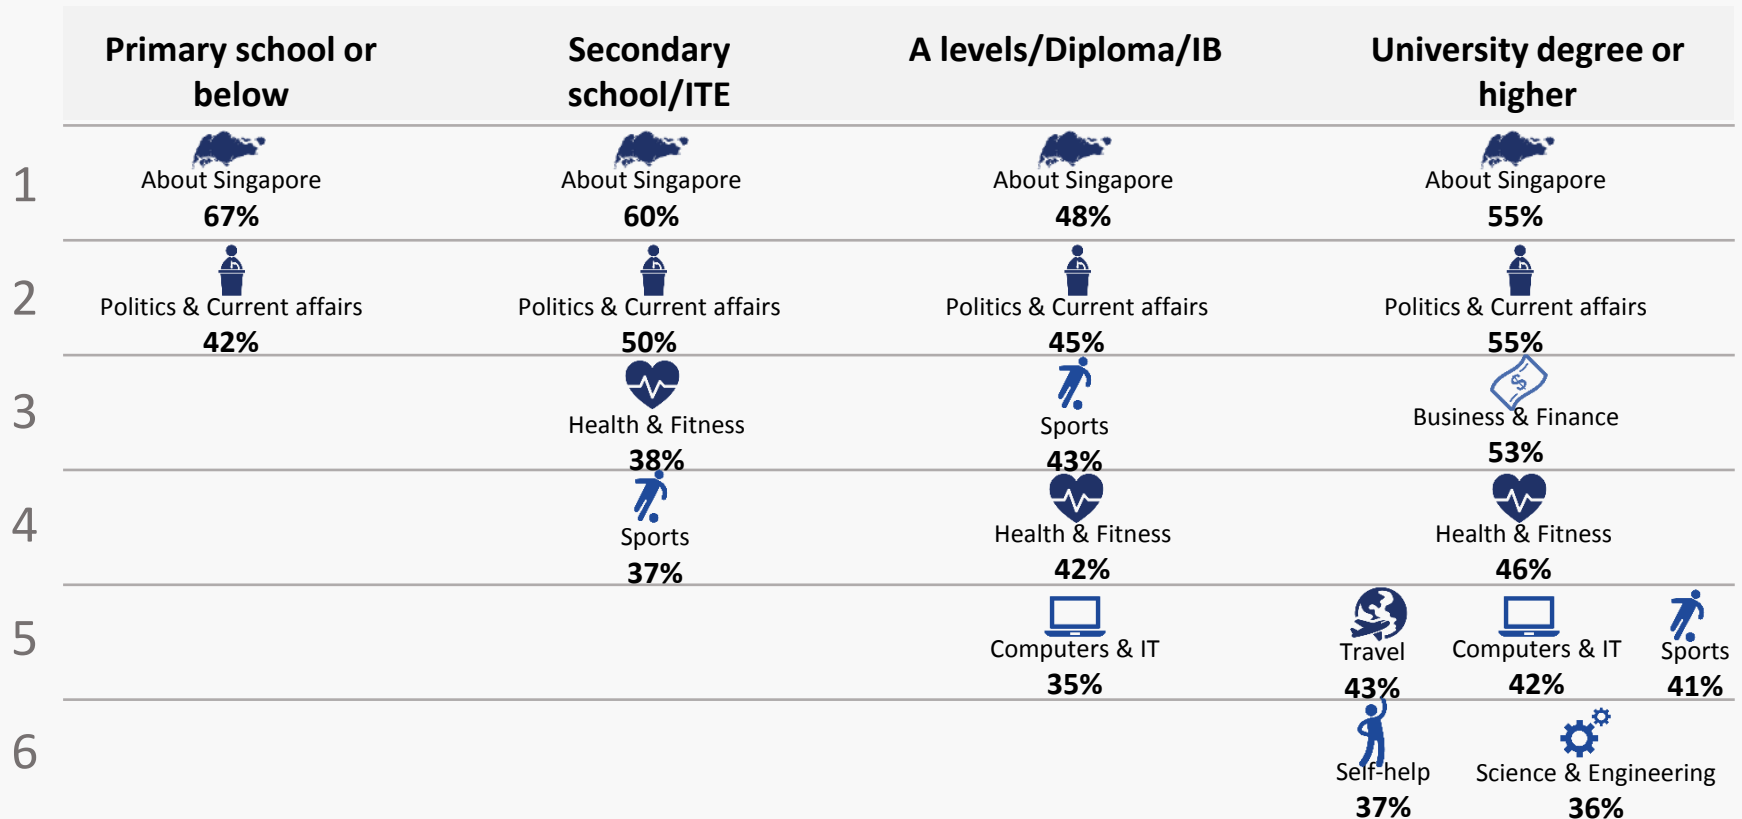 Primary school or
below
Secondary
school/ITE
A levels/Diploma/IB
University degree or
higher
1
About Singapore
67%
About Singapore
60%
About Singapore
48%
About Singapore
55%
2
Politics & Current affairs
42%
Politics & Current affairs
50%
Politics & Current affairs
45%
Politics & Current affairs
55%
3
Health & Fitness
38%
Sports
43%
$
Business & Finance
53%
4
Sports
37%
Health & Fitness
42%
Health & Fitness
46%
5
Computers & IT
35%
Travel
43%
Computers & IT
42%
Sports
41%
6
Self-help
37%
Science & Engineering
36%